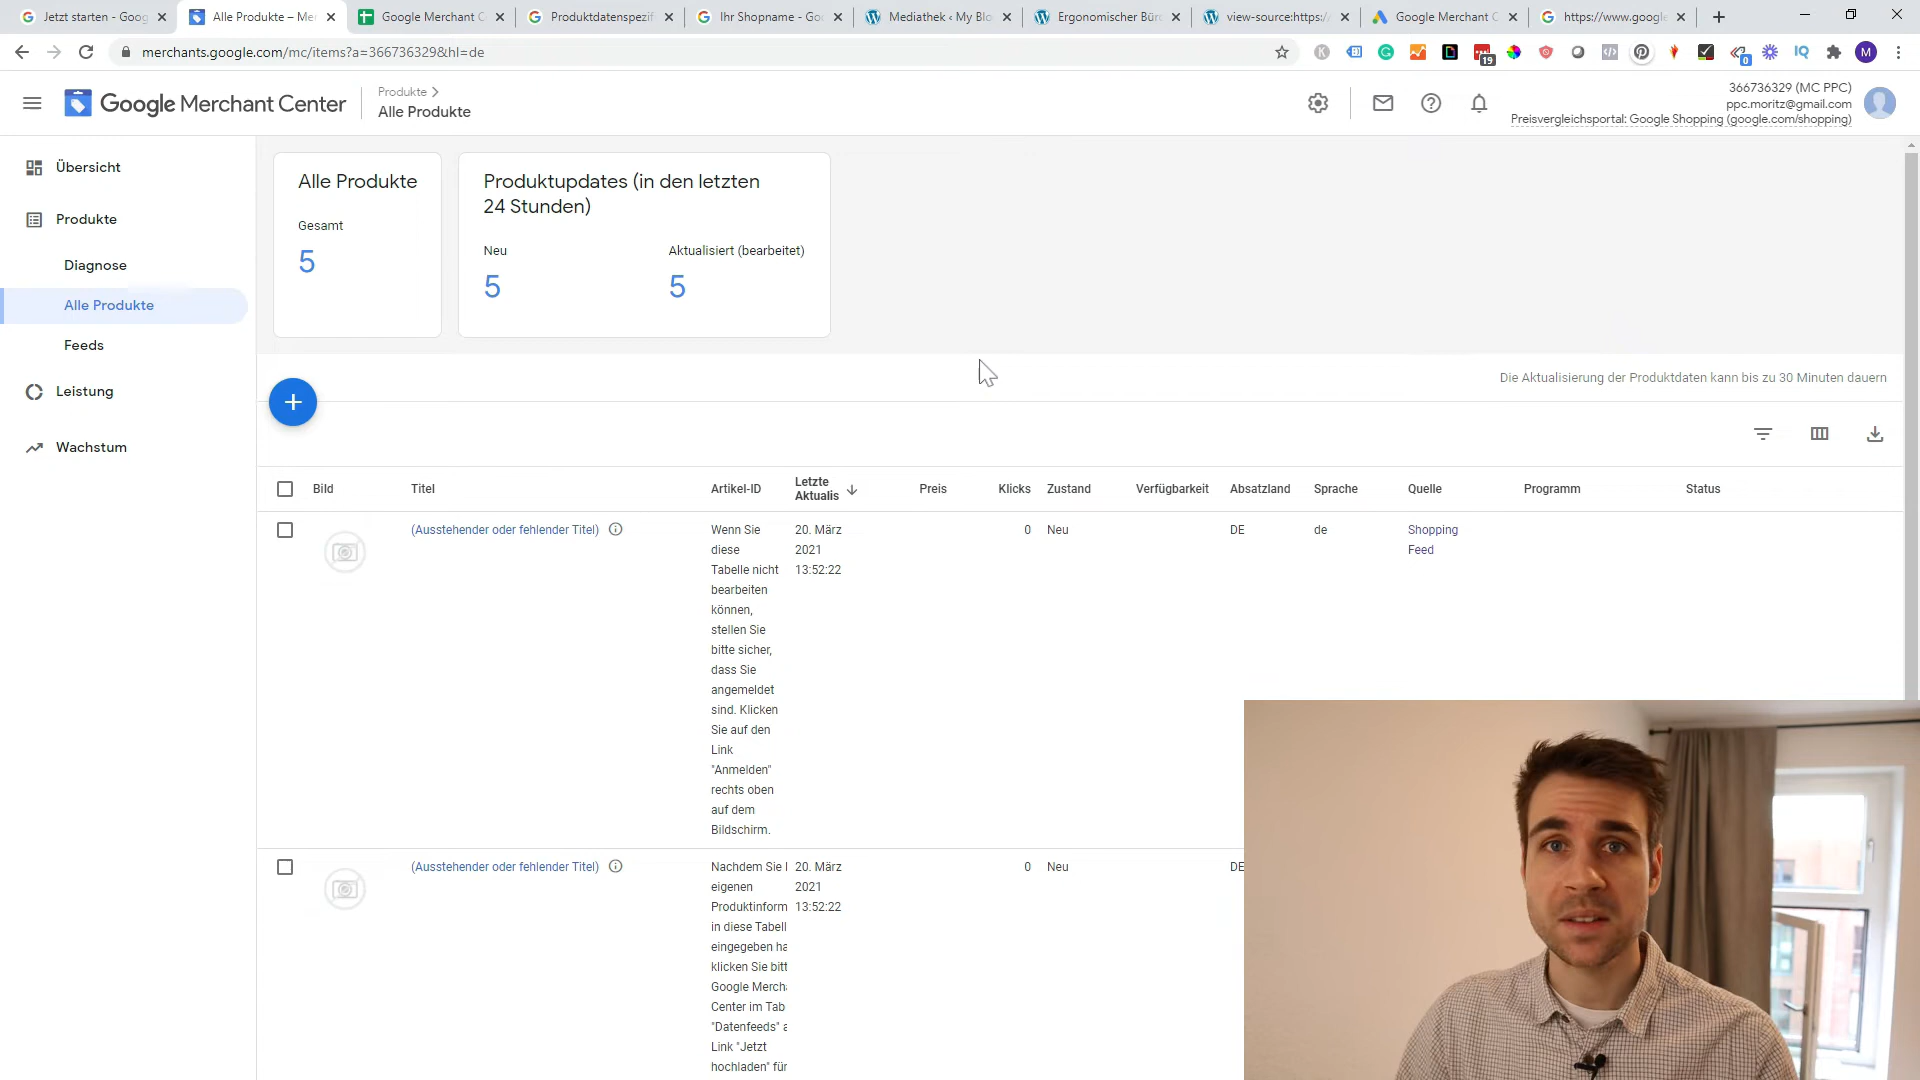 Jetzt starten - Goog
Alle Produkte – Mer
Google Merchant C
Produktdatenspezif
Ihr Shopname - Goo
Mediathek ‹ My Blo
Ergonomischer Büro
view-source:https:/
Google Merchant C
https://www.google
merchants.google.com/mc/items?a=366736329&hl=de
19
0
IQ
M
Google Merchant Center
Produkte
Alle Produkte
366736329 (MC PPC)
ppc.moritz@gmail.com
Preisvergleichsportal: Google Shopping (google.com/shopping)
Übersicht
Produkte
Diagnose
Alle Produkte
Feeds
Leistung
Wachstum
Alle Produkte
Gesamt
5
Produktupdates (in den letzten
24 Stunden)
Neu
Aktualisiert (bearbeitet)
5
5
Die Aktualisierung der Produktdaten kann bis zu 30 Minuten dauern
Bild
Titel
Artikel-ID
Letzte
Aktualis
Preis
Klicks
Zustand
Verfügbarkeit
Absatzland
Sprache
Quelle
Programm
Status
(Ausstehender oder fehlender Titel)
Wenn Sie
diese
Tabelle nicht
bearbeiten
können,
stellen Sie
bitte sicher,
dass Sie
angemeldet
sind. Klicken
Sie auf den
Link
"Anmelden"
rechts oben
auf dem
Bildschirm.
20. März
2021
13:52:22
0
Neu
DE
de
Shopping
Feed
(Ausstehender oder fehlender Titel)
Nachdem Sie I
eigenen
Produktinform
in diese Tabell
eingegeben ha
klicken Sie bitt
Google Mercha
Center im Tab
"Datenfeeds" a
Link "Jetzt
hochladen" für
20. März
2021
13:52:22
0
Neu
DE